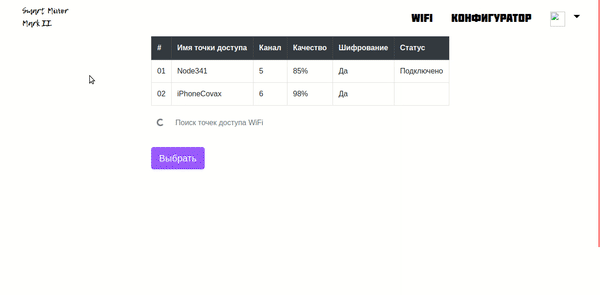 Smart Motor
Mark II
WIFI КОНФИГУРАТОР
# Имя точки доступа Канал Качество Шифрование Статус
01 Node341 5 85% Да Подключено
02 iPhoneCovax 6 98% Да
Поиск точек доступа WiFi
Выбрать